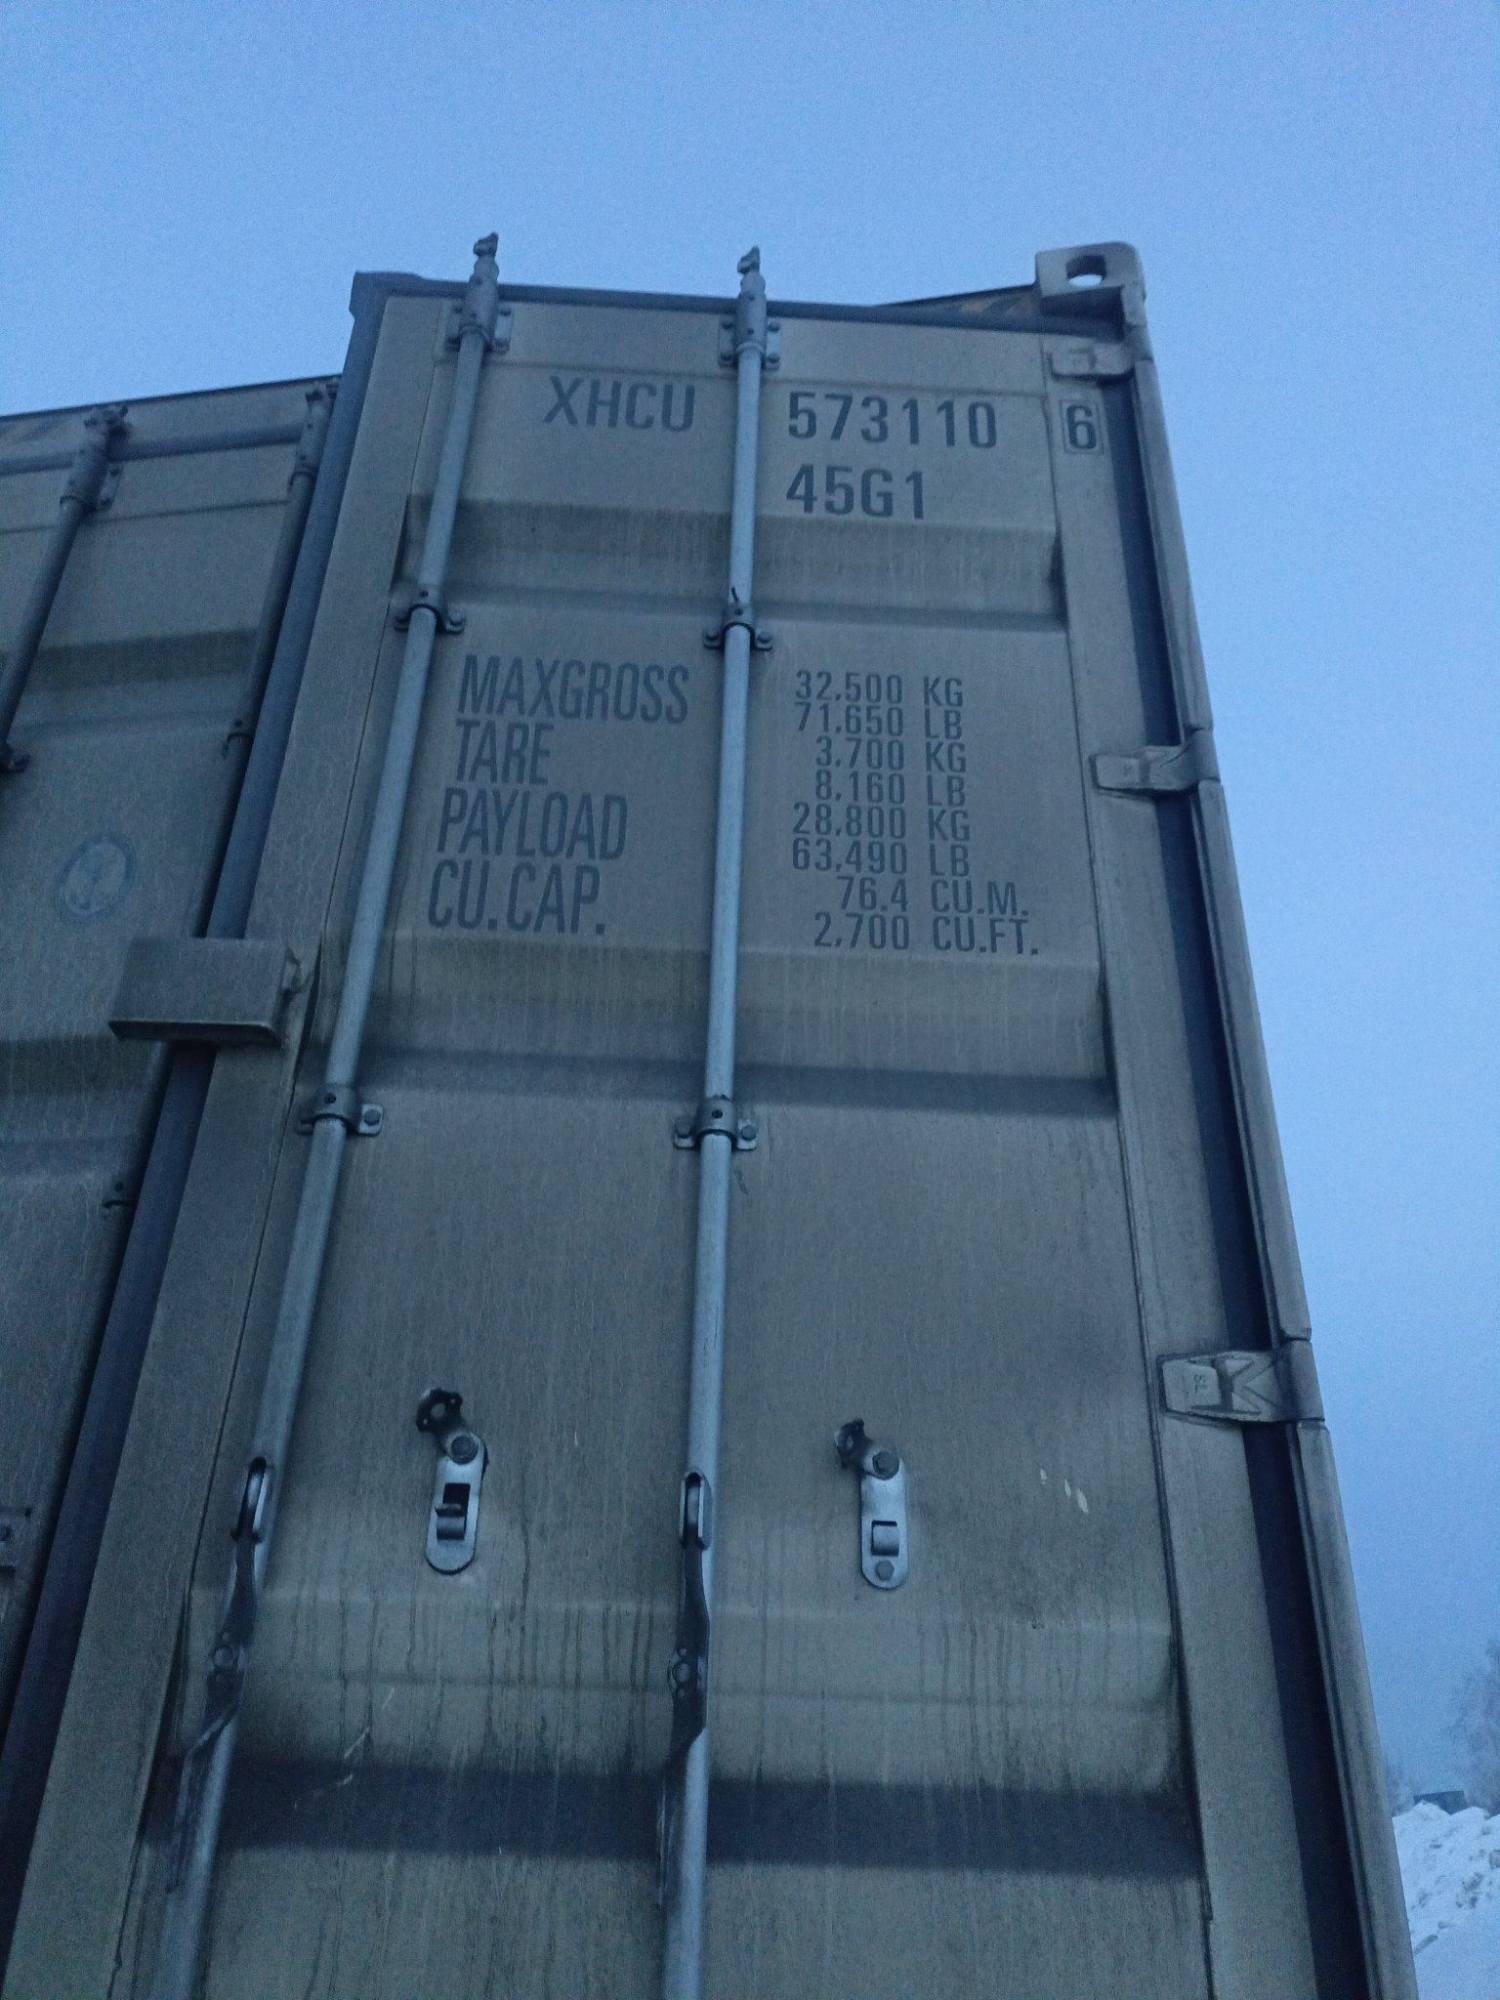 XHCU 573110 6
45G1
MAXGROSS 32,500 KG
71,650 LB
TARE 3,700 KG
8,160 LB
PAYLOAD 28,800 KG
63,490 LB
CU.CAP. 76.4 CU.M.
2,700 CU.FT.
SL